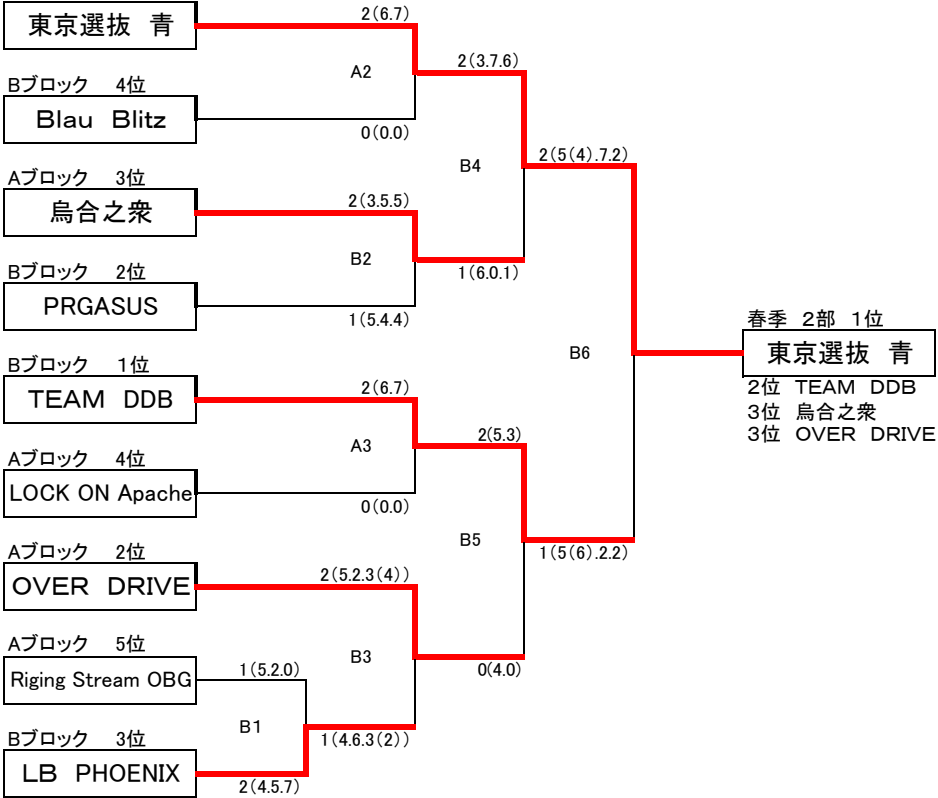 東京選抜　青
2(6.7)
A2
2(3.7.6)
Bブロック　4位
Blau Blitz
0(0.0)
B4
2(5(4).7.2)
Aブロック　3位
烏合之衆
2(3.5.5)
B2
1(6.0.1)
Bブロック　2位
PRGASUS
1(5.4.4)
B6
春季　2部　1位
東京選抜　青
2位　TEAM DDB
3位　烏合之衆
3位　OVER DRIVE
Bブロック　1位
TEAM DDB
2(6.7)
A3
2(5.3)
Aブロック　4位
LOCK ON Apache
0(0.0)
B5
1(5(6).2.2)
Aブロック　2位
OVER DRIVE
2(5.2.3(4))
B3
0(4.0)
Aブロック　5位
Riging Stream OBG
1(5.2.0)
B1
1(4.6.3(2))
Bブロック　3位
LB PHOENIX
2(4.5.7)